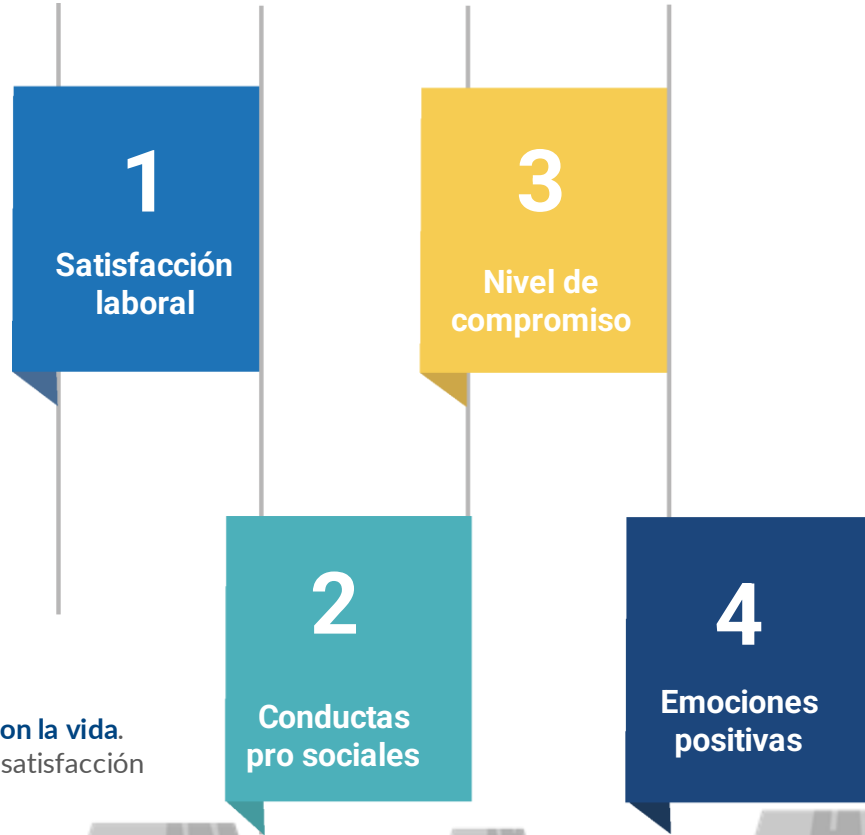 1
Satisfacción
laboral
3
Nivel de
compromiso
2
Conductas
pro sociales
4
Emociones
positivas
on la vida.
satisfacción